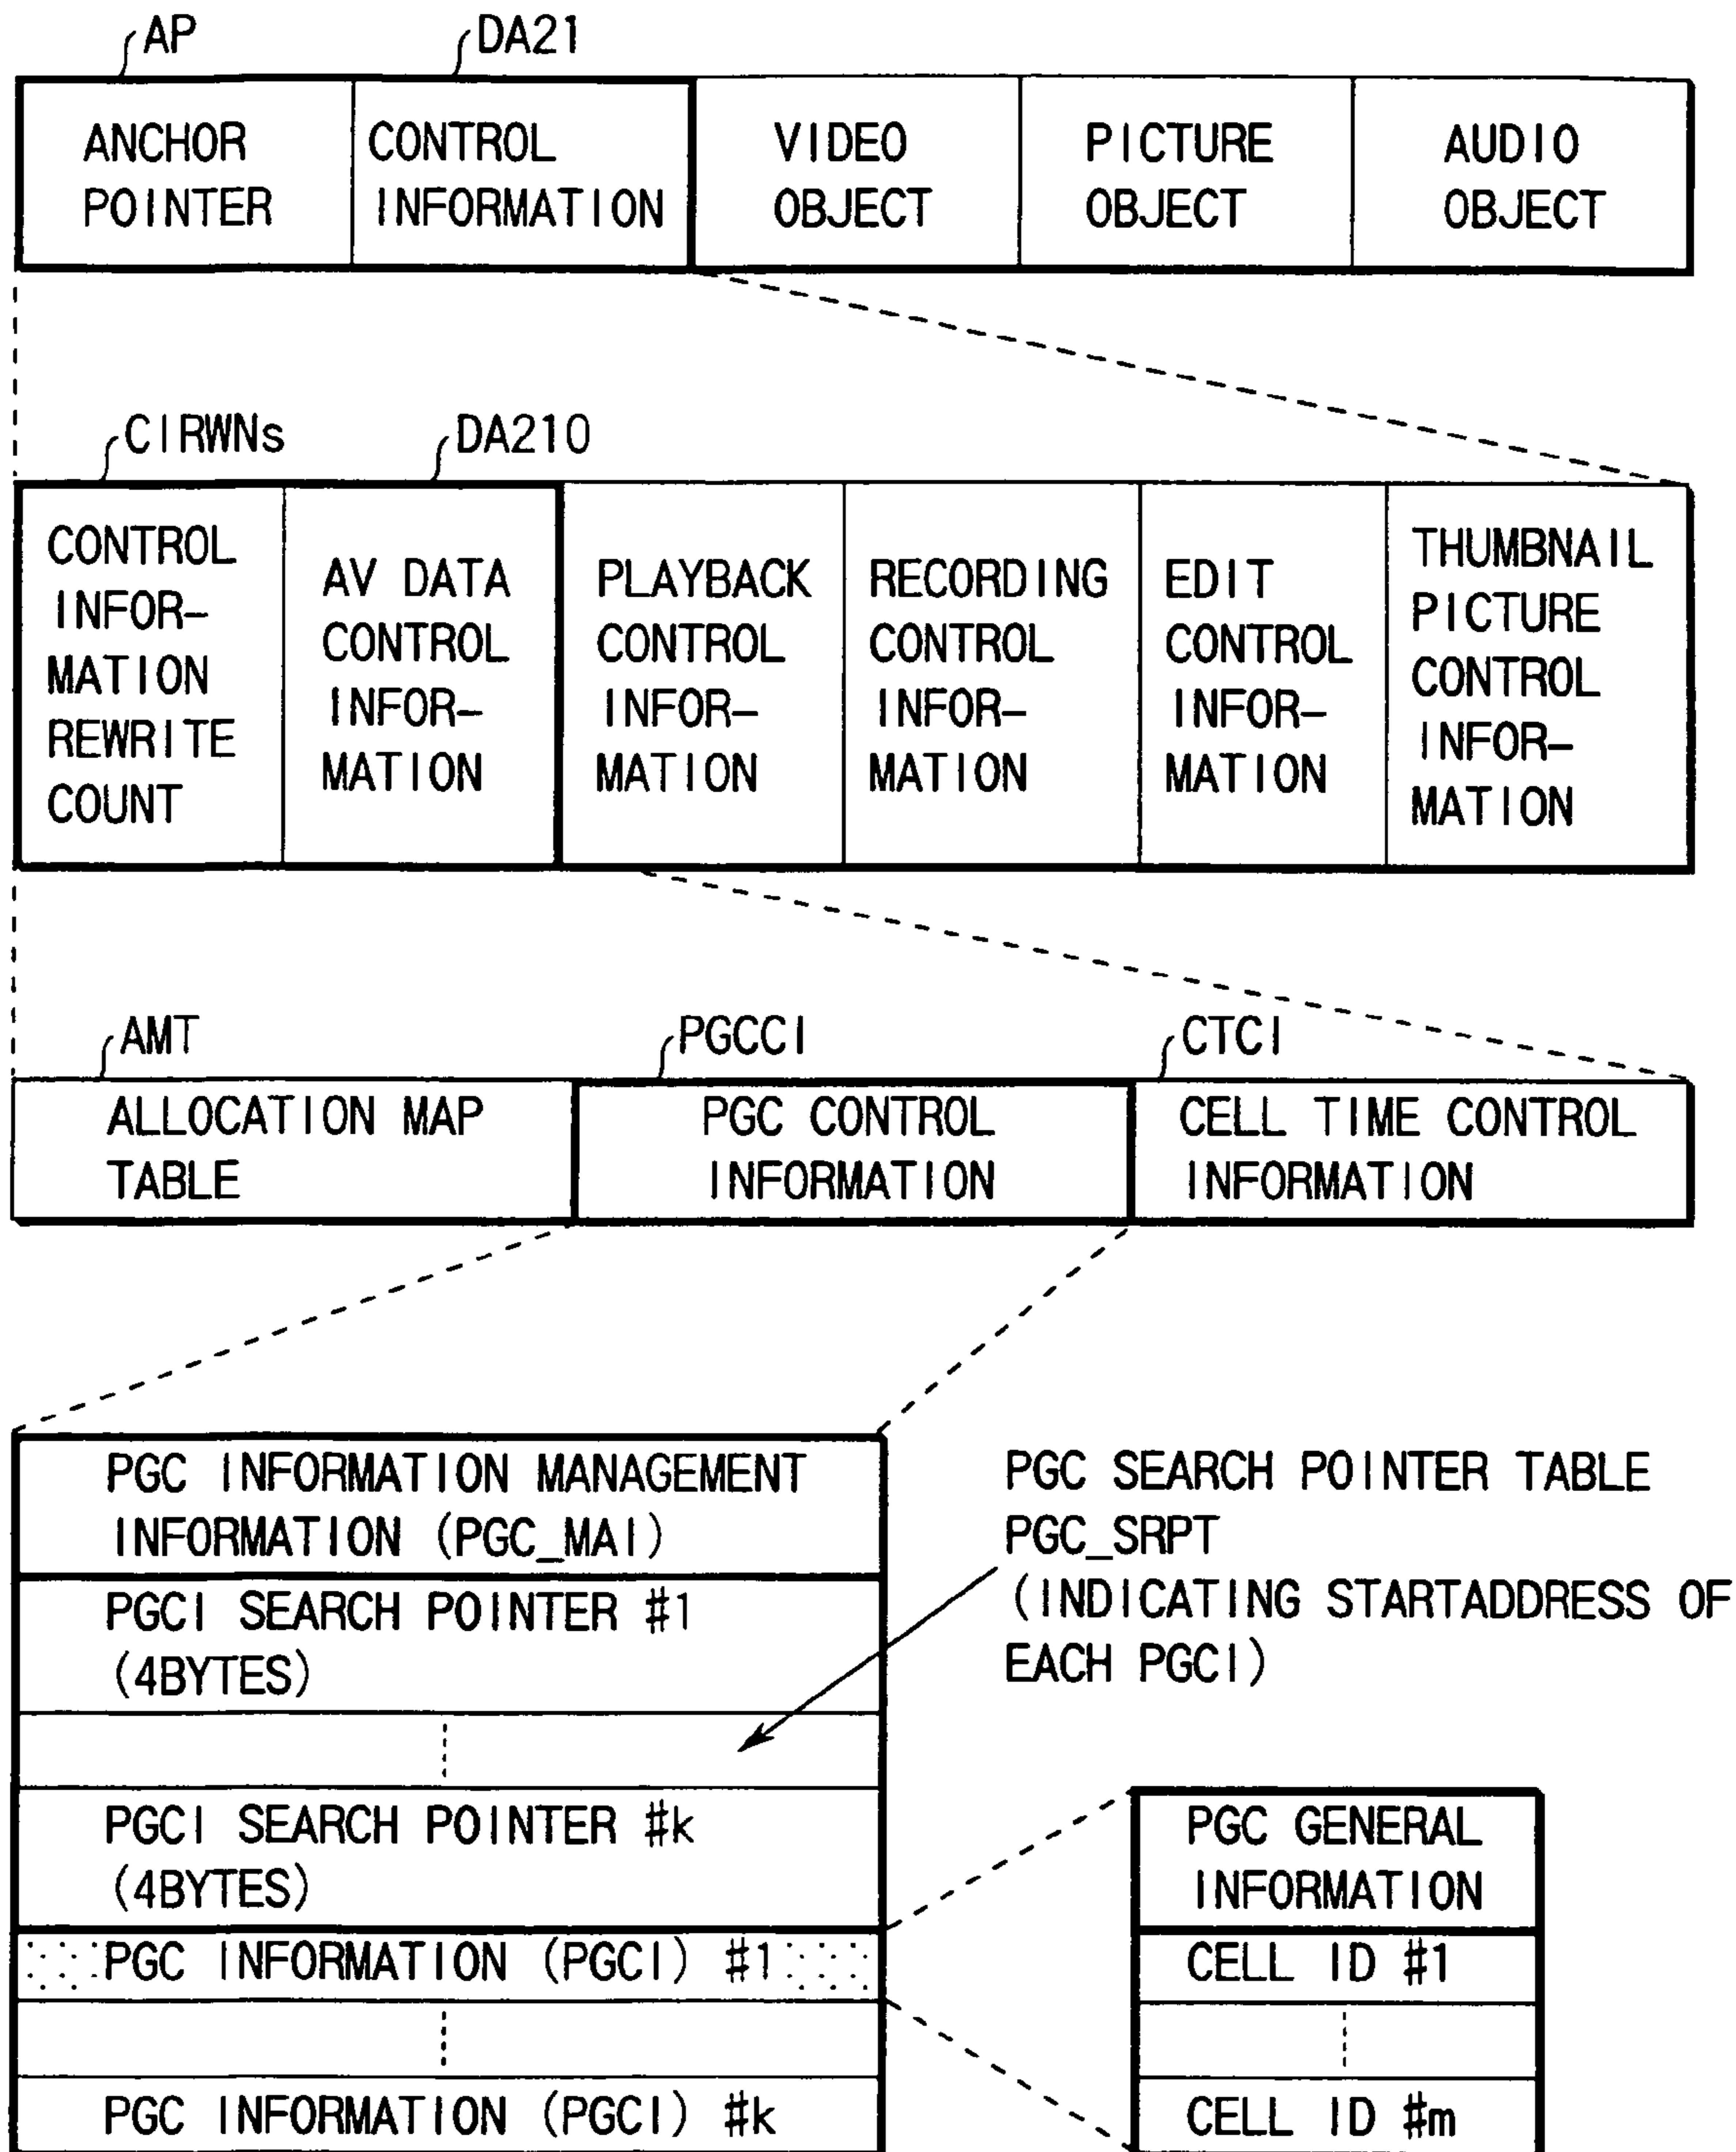 AP
DA21
ANCHOR
POINTER
CONTROL
INFORMATION
VIDEO
OBJECT
PICTURE
OBJECT
AUDIO
OBJECT
CIRWNs
DA210
CONTROL
INFOR-
MATION
REWRITE
COUNT
AV DATA
CONTROL
INFOR-
MATION
PLAYBACK
CONTROL
INFOR-
MATION
RECORDING
CONTROL
INFOR-
MATION
EDIT
CONTROL
INFOR-
MATION
THUMBNAIL
PICTURE
CONTROL
INFOR-
MATION
AMT
PGCCI
CTCI
ALLOCATION MAP
TABLE
PGC CONTROL
INFORMATION
CELL TIME CONTROL
INFORMATION
PGC INFORMATION MANAGEMENT
INFORMATION (PGC_MAI)
PGCI SEARCH POINTER #1
(4BYTES)
PGCI SEARCH POINTER #k
(4BYTES)
PGC INFORMATION (PGCI) #1
PGC INFORMATION (PGCI) #k
PGC SEARCH POINTER TABLE
PGC_SRPT
(INDICATING STARTADDRESS OF
EACH PGCI)
PGC GENERAL
INFORMATION
CELL ID #1
CELL ID #m